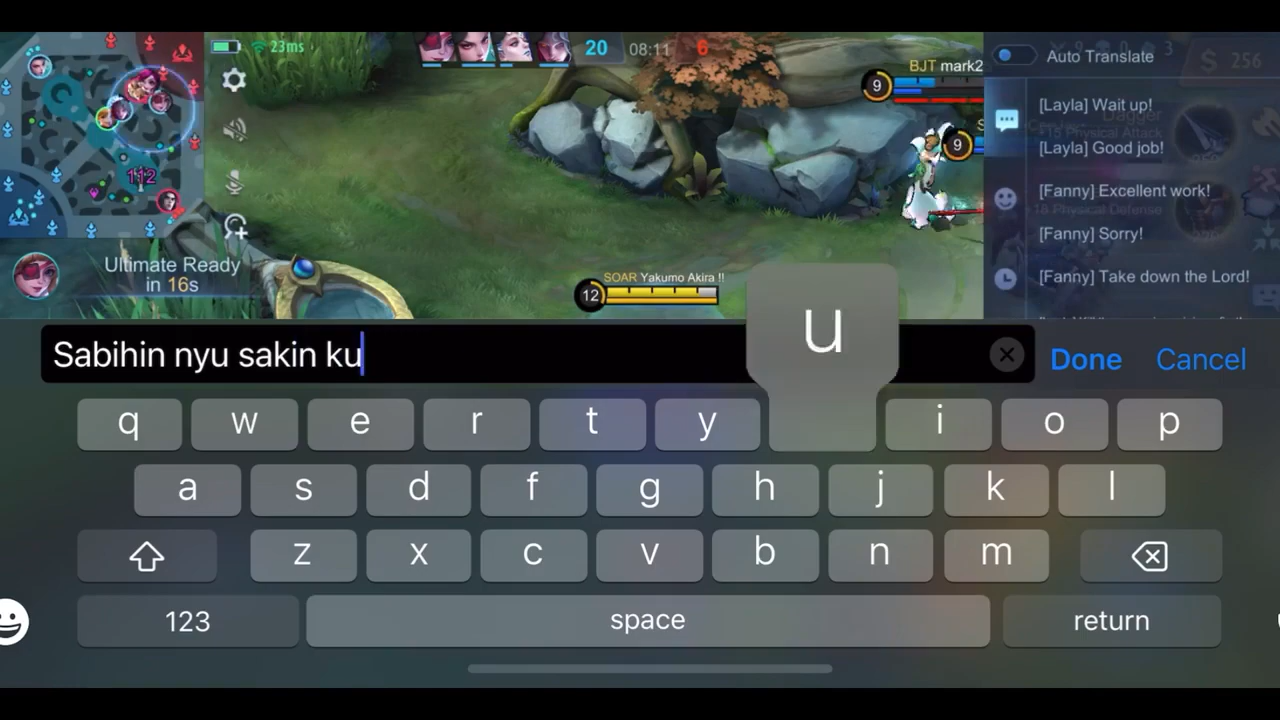 23ms
20 08:11 6
Auto Translate
$ 256
BJT mark2
9
[Layla] Wait up!
[Layla] Good job!
9
[Fanny] Excellent work!
[Fanny] Sorry!
112
Ultimate Ready
in 16s
[Fanny] Take down the Lord!
SOAR Yakumo Akira !!
12
u
Sabihin nyu sakin ku
Done Cancel
q w e r t y i o p
a s d f g h j k l
z x c v b n m
123 space return